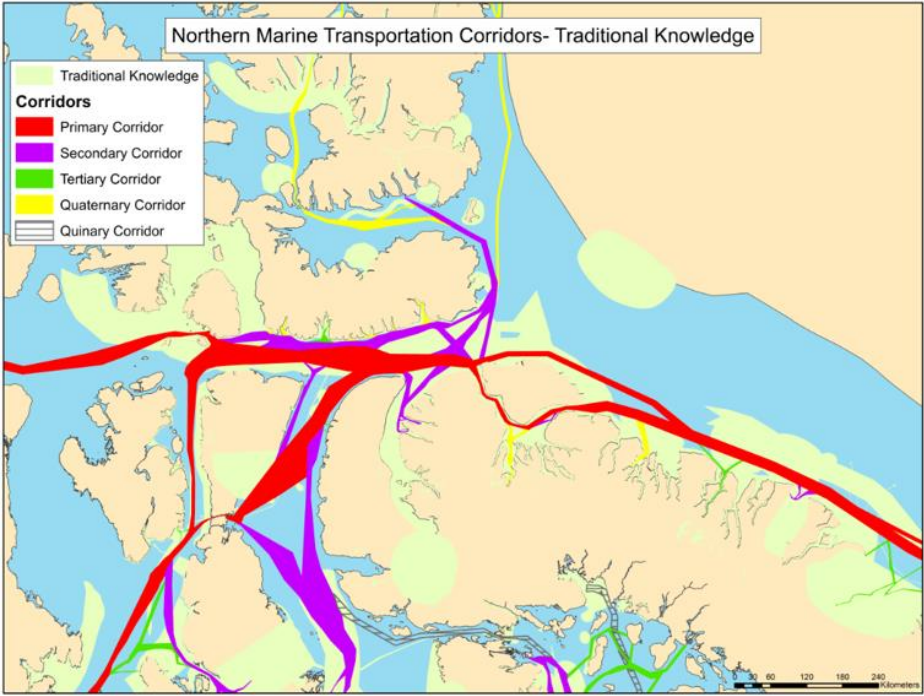 Northern Marine Transportation Corridors- Traditional Knowledge
Traditional Knowledge
Corridors
Primary Corridor
Secondary Corridor
Tertiary Corridor
Quaternary Corridor
Quinary Corridor
0 30 60 120 180 240
Kilometers